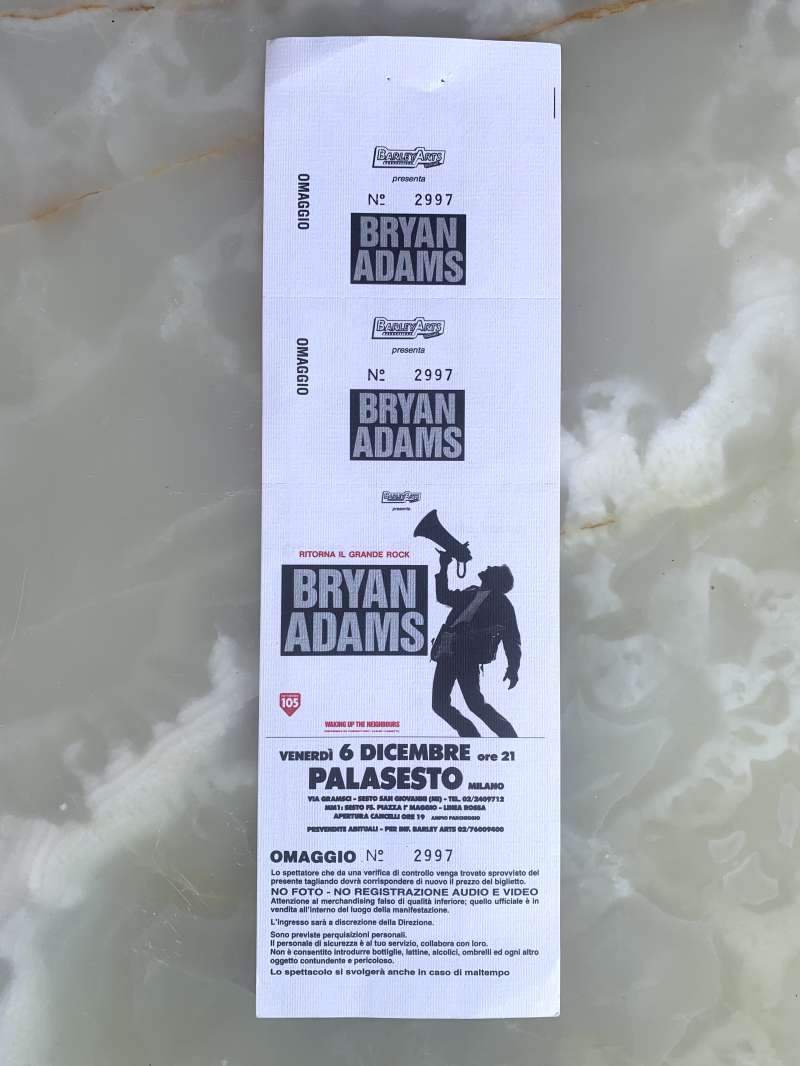 BARLEY ARTS
presenta
OMAGGIO
Nº 2997
BRYAN
ADAMS
BARLEY ARTS
presenta
OMAGGIO
Nº 2997
BRYAN
ADAMS
BARLEY ARTS
presenta
RITORNA IL GRANDE ROCK
BRYAN
ADAMS
105
WAKING UP THE NEIGHBOURS
VENERDÌ 6 DICEMBRE ore 21
PALASESTO MILANO
VIA GRAMSCI - SESTO SAN GIOVANNI (MI) - TEL. 02/2409712
MM1: SESTO FS. PIAZZA I° MAGGIO - LINEA ROSSA
APERTURA CANCELLI ORE 19 AMPIO PARCHEGGIO
PREVENDITE ABITUALI - PER INF. BARLEY ARTS 02/76009400
OMAGGIO Nº 2997
Lo spettatore che da una verifica di controllo venga trovato sprovvisto del
presente tagliando dovrà corrispondere di nuovo il prezzo del biglietto.
NO FOTO - NO REGISTRAZIONE AUDIO E VIDEO
Attenzione al merchandising falso di qualità inferiore; quello ufficiale è in
vendita all'interno del luogo della manifestazione.
L'ingresso sarà a discrezione della Direzione.
Sono previste perquisizioni personali.
Il personale di sicurezza è al tuo servizio, collabora con loro.
Non è consentito introdurre bottiglie, lattine, alcolici, ombrelli ed ogni altro
oggetto contundente e pericoloso.
Lo spettacolo si svolgerà anche in caso di maltempo